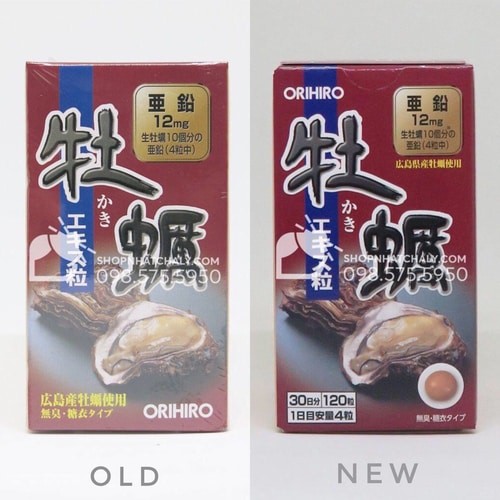 亜鉛
12mg
生牡蠣10個分の
亜鉛(4粒中)
牡蠣
かき
エキス粒
SHOPNHATCHALY.COM
098.575.5950
広島産牡蠣使用
無臭・糖衣タイプ
ORIHIRO
OLD
ORIHIRO
亜鉛
12mg
生牡蠣10個分の
亜鉛(4粒中)
広島県産牡蠣使用
牡蠣
かき
エキス粒
SHOPNHATCHALY.COM
098.575.5950
30日分 120粒
1日目安量4粒
無臭・糖衣タイプ
NEW